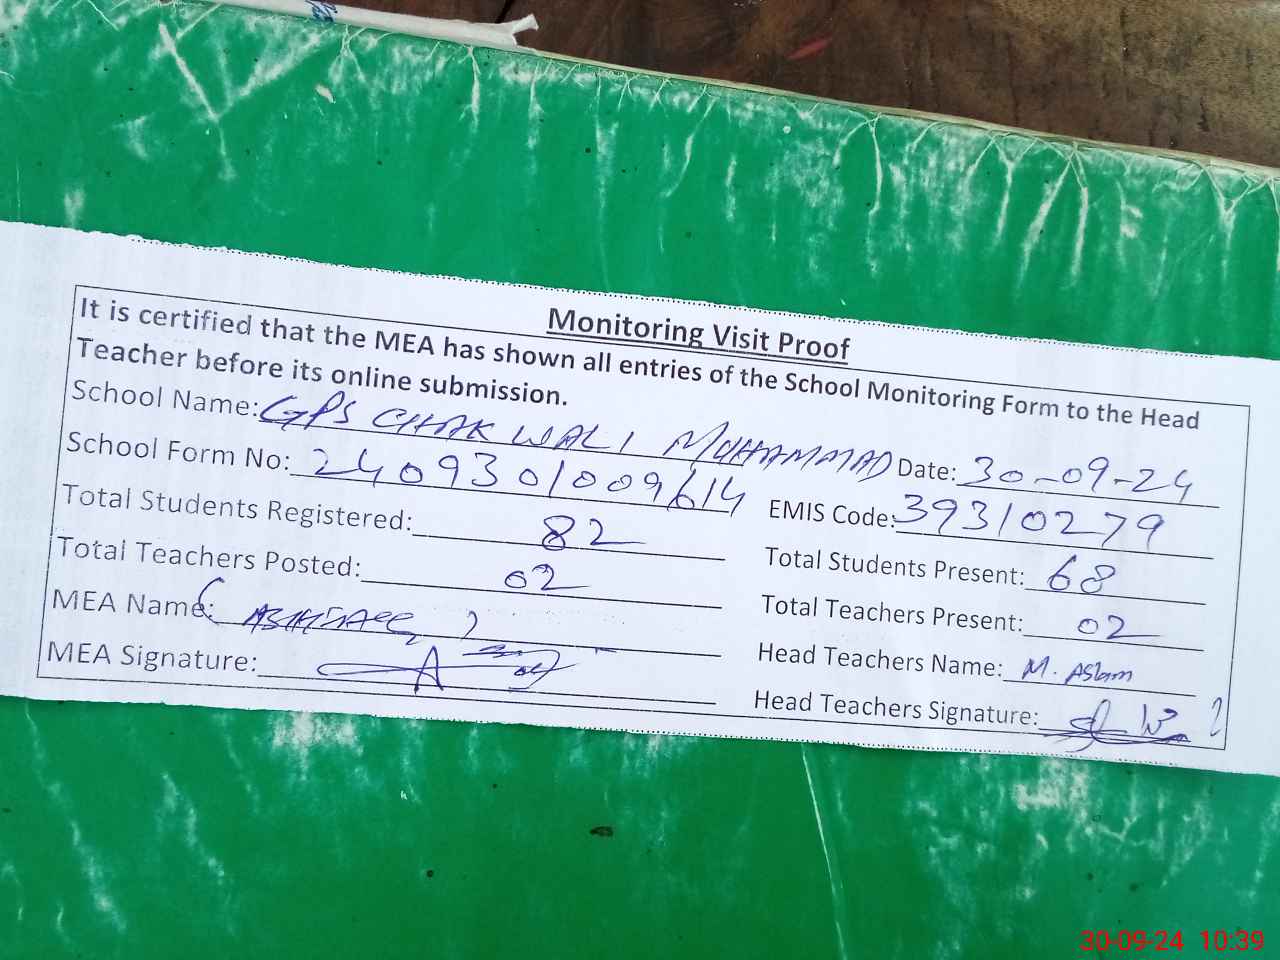 Monitoring Visit Proof
It is certified that the MEA has shown all entries of the School Monitoring Form to the Head
Teacher before its online submission.
School Name: GPS CHAK WALI MUHAMMAD Date: 30-09-24
School Form No: 2409301009614 EMIS Code: 39310279
Total Students Registered: 82 Total Students Present: 68
Total Teachers Posted: 02 Total Teachers Present: 02
MEA Name: Head Teachers Name: M. Aslam
MEA Signature: Head Teachers Signature:
30-09-24 10:39